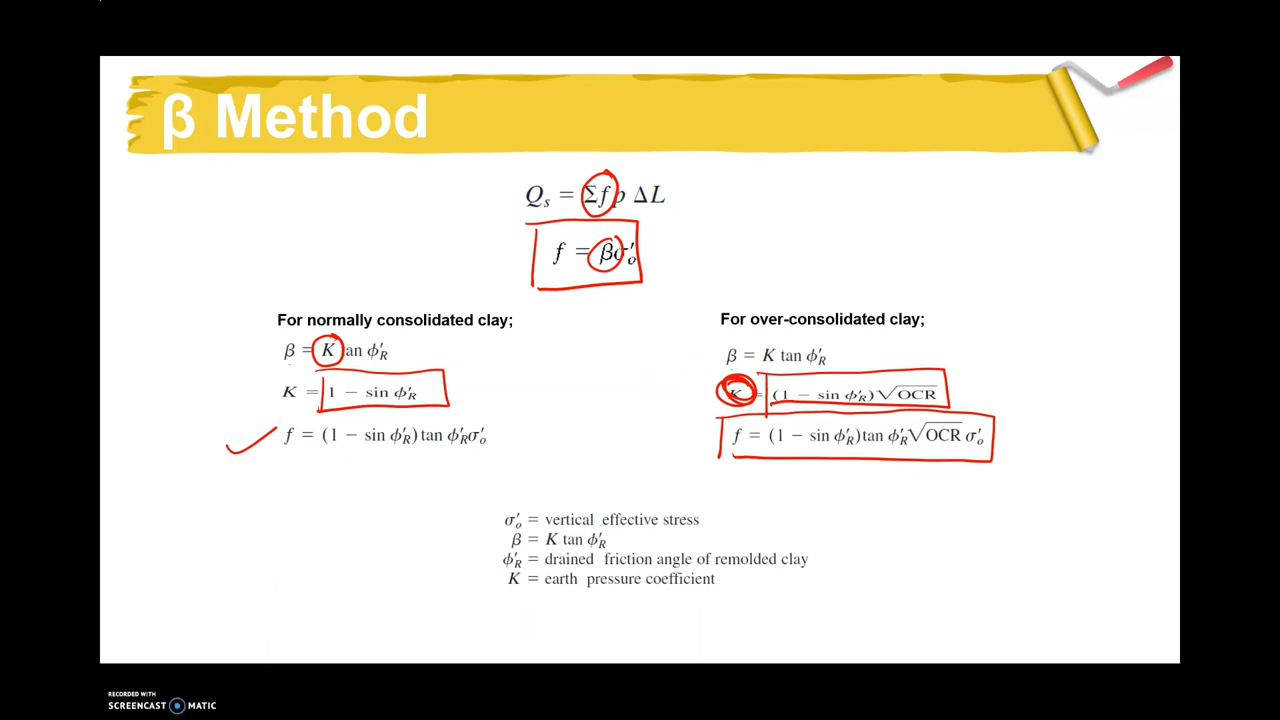 β Method
Qs = Σf p ΔL
f = βσ′o
For normally consolidated clay;
β = K tan ϕ′R
K = 1 − sin ϕ′R
f = (1 − sin ϕ′R) tan ϕ′Rσ′o
For over-consolidated clay;
β = K tan ϕ′R
K = (1 − sin ϕ′R)√OCR
f = (1 − sin ϕ′R)tan ϕ′R√OCR σ′o
σ′o = vertical effective stress
β = K tan ϕ′R
ϕ′R = drained friction angle of remolded clay
K = earth pressure coefficient
RECORDED WITH
SCREENCAST MATIC